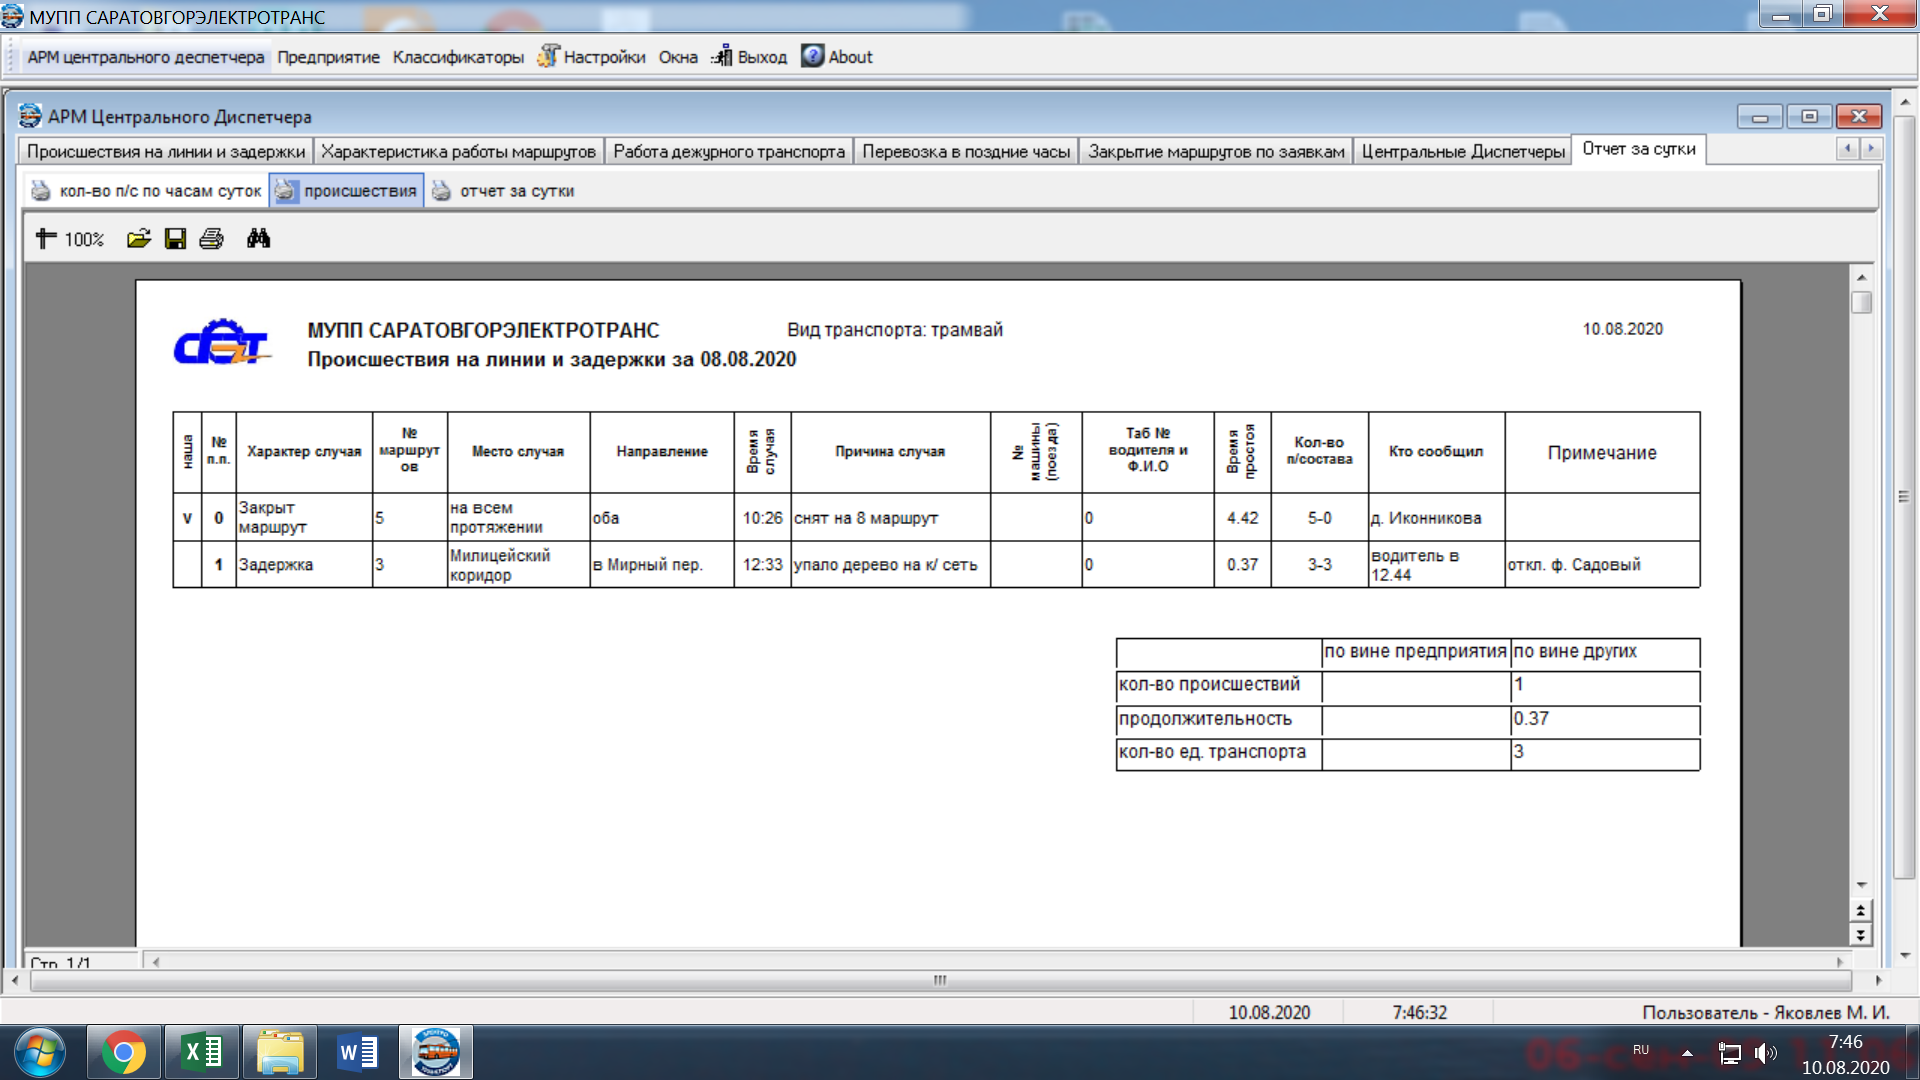 МУПП САРАТОВГОРЭЛЕКТРОТРАНС
АРМ центрального деспетчера Предприятие Классификаторы Настройки Окна Выход About
АРМ Центрального Диспетчера
Происшествия на линии и задержки Характеристика работы маршрутов Работа дежурного транспорта Перевозка в поздние часы Закрытие маршрутов по заявкам Центральные Диспетчеры Отчет за сутки
кол-во п/с по часам суток происшествия отчет за сутки
100%
СГЭТ
МУПП САРАТОВГОРЭЛЕКТРОТРАНС Вид транспорта: трамвай 10.08.2020
Происшествия на линии и задержки за 08.08.2020
наша № п.п. Характер случая № маршрутов Место случая Направление Время случая Причина случая № машины (поезда) Таб № водителя и Ф.И.О Время простоя Кол-во п/состава Кто сообщил Примечание
v 0 Закрыт маршрут 5 на всем протяжении оба 10:26 снят на 8 маршрут 0 4.42 5-0 д. Иконникова
1 Задержка 3 Милицейский коридор в Мирный пер. 12:33 упало дерево на к/ сеть 0 0.37 3-3 водитель в 12.44 откл. ф. Садовый
по вине предприятия по вине других
кол-во происшествий 1
продолжительность 0.37
кол-во ед. транспорта 3
Стр. 1/1
10.08.2020 7:46:32 Пользователь - Яковлев М. И.
RU 7:46
10.08.2020